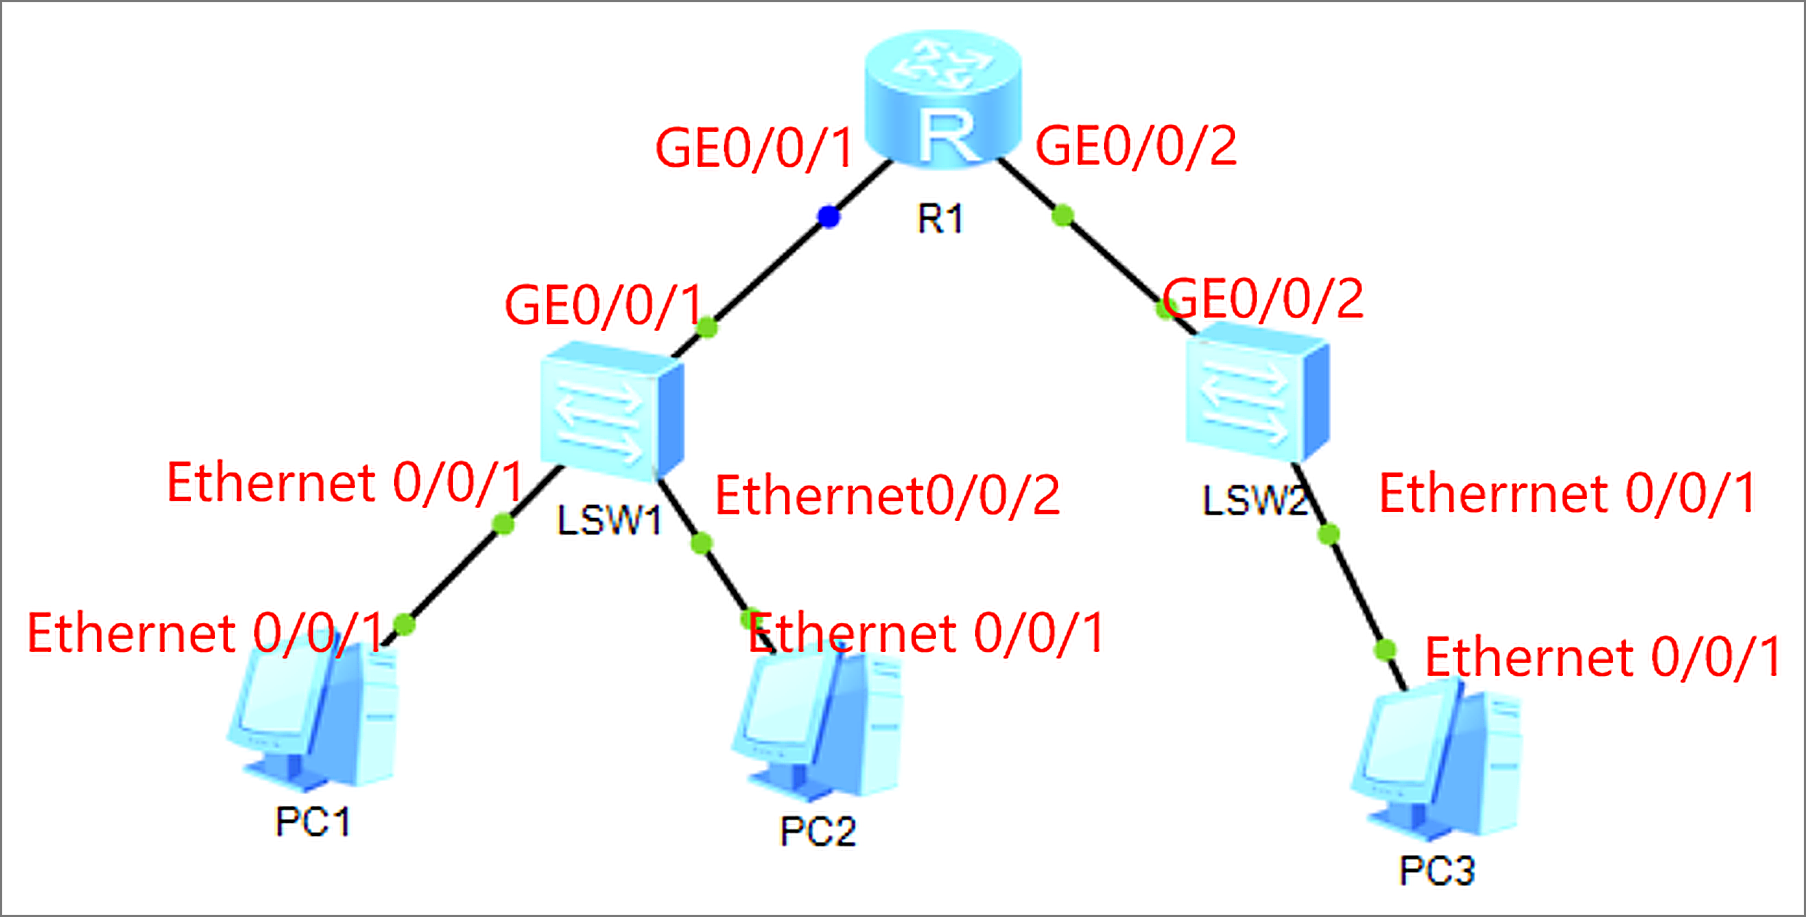 R
GE0/0/1
GE0/0/2
R1
GE0/0/1
GE0/0/2
Ethernet 0/0/1
LSW1
Ethernet0/0/2
LSW2
Etherrnet 0/0/1
Ethernet 0/0/1
Ethernet 0/0/1
Ethernet 0/0/1
PC1
PC2
PC3